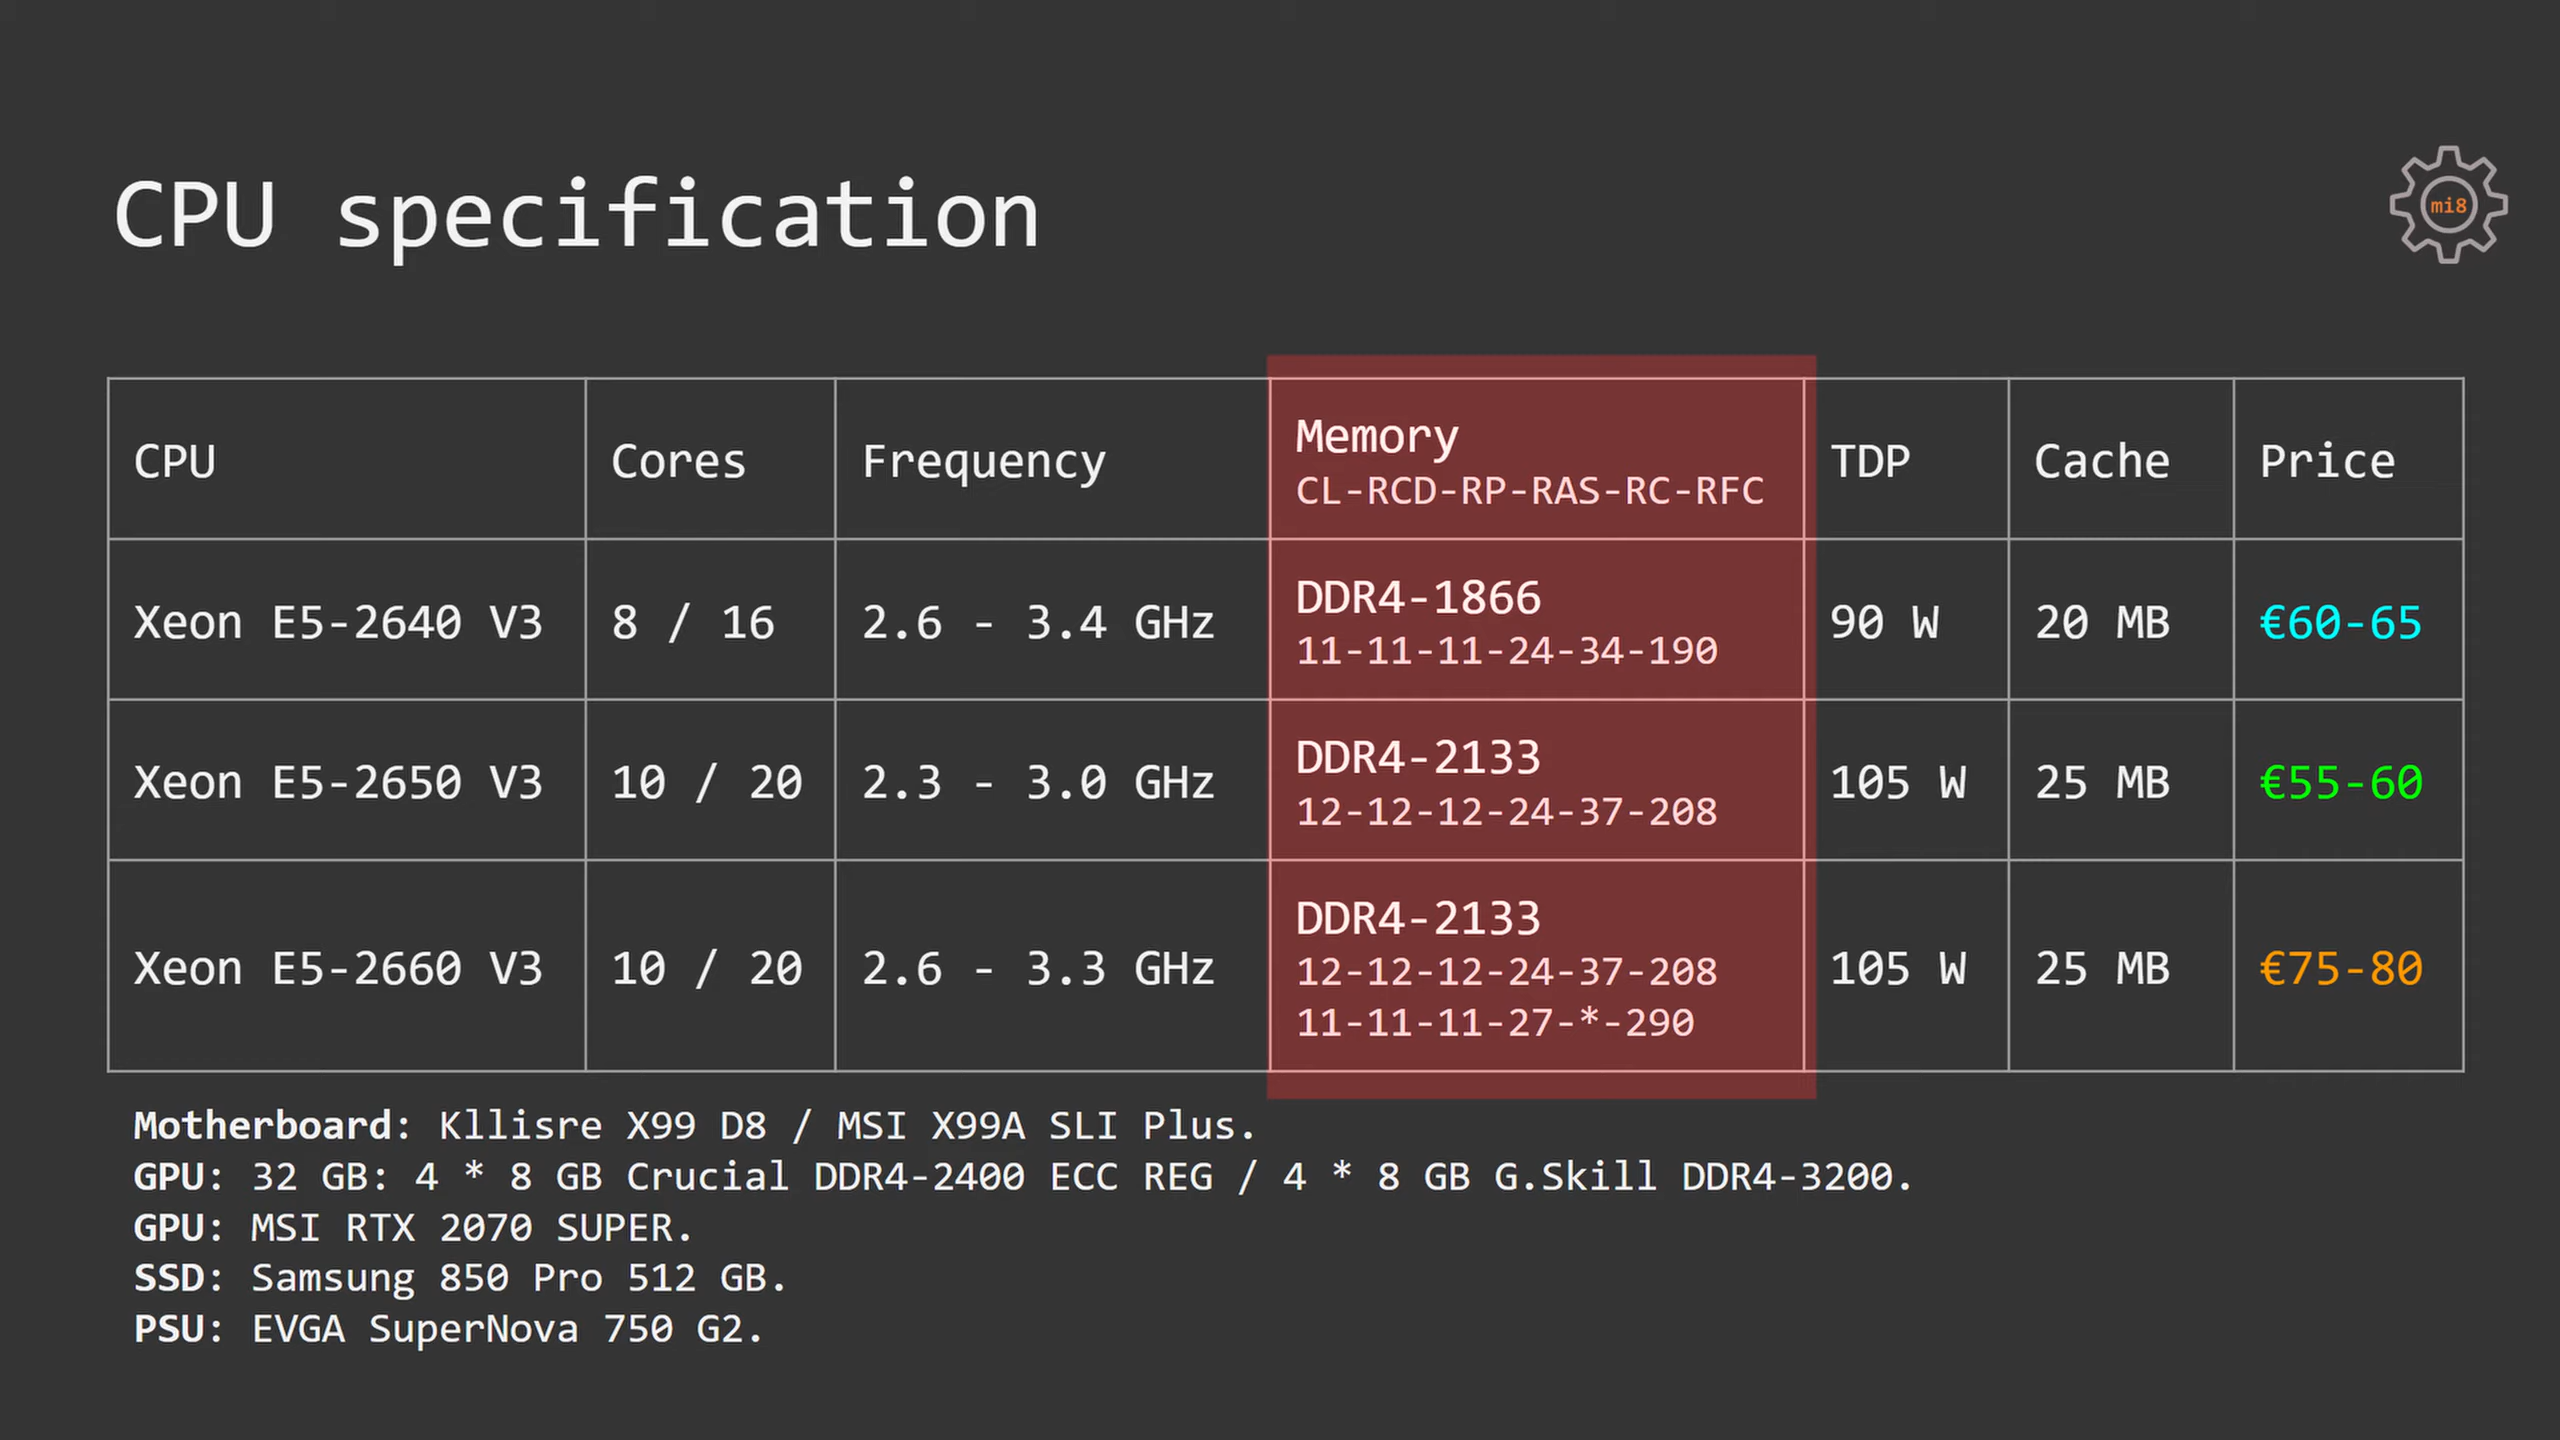 CPU specification
mi8
CPU
Cores
Frequency
Memory
CL-RCD-RP-RAS-RC-RFC
TDP
Cache
Price
Xeon E5-2640 V3
8 / 16
2.6 - 3.4 GHz
DDR4-1866
11-11-11-24-34-190
90 W
20 MB
€60-65
Xeon E5-2650 V3
10 / 20
2.3 - 3.0 GHz
DDR4-2133
12-12-12-24-37-208
105 W
25 MB
€55-60
Xeon E5-2660 V3
10 / 20
2.6 - 3.3 GHz
DDR4-2133
12-12-12-24-37-208
11-11-11-27-*-290
105 W
25 MB
€75-80
Motherboard: Kllisre X99 D8 / MSI X99A SLI Plus.
GPU: 32 GB: 4 * 8 GB Crucial DDR4-2400 ECC REG / 4 * 8 GB G.Skill DDR4-3200.
GPU: MSI RTX 2070 SUPER.
SSD: Samsung 850 Pro 512 GB.
PSU: EVGA SuperNova 750 G2.